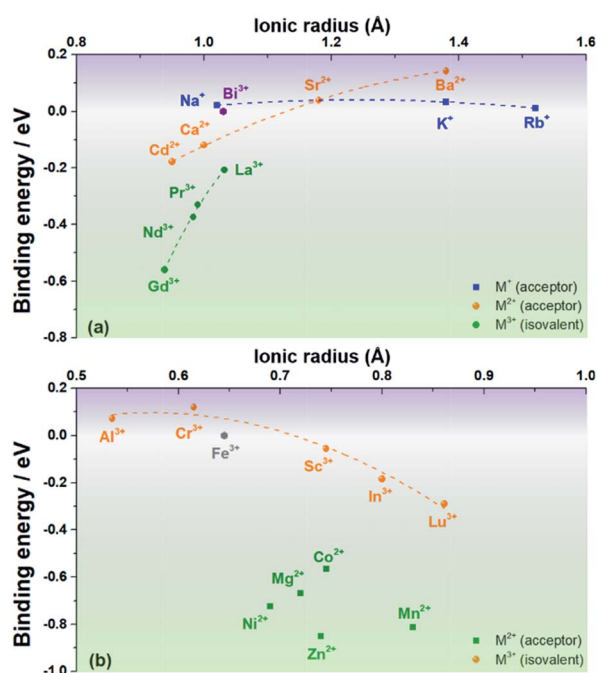 Ionic radius (Å)
0.8 1.0 1.2 1.4 1.6
Binding energy / eV
0.2
0.0
-0.2
-0.4
-0.6
-0.8
Na⁺
Bi³⁺
Sr²⁺
Ba²⁺
K⁺
Rb⁺
Ca²⁺
Cd²⁺
La³⁺
Pr³⁺
Nd³⁺
Gd³⁺
M⁺ (acceptor)
M²⁺ (acceptor)
M³⁺ (isovalent)
(a)
Ionic radius (Å)
0.5 0.6 0.7 0.8 0.9 1.0
Binding energy / eV
0.2
0.0
-0.2
-0.4
-0.6
-0.8
-1.0
Al³⁺
Cr³⁺
Fe³⁺
Sc³⁺
In³⁺
Lu³⁺
Co²⁺
Mg²⁺
Ni²⁺
Mn²⁺
Zn²⁺
M²⁺ (acceptor)
M³⁺ (isovalent)
(b)